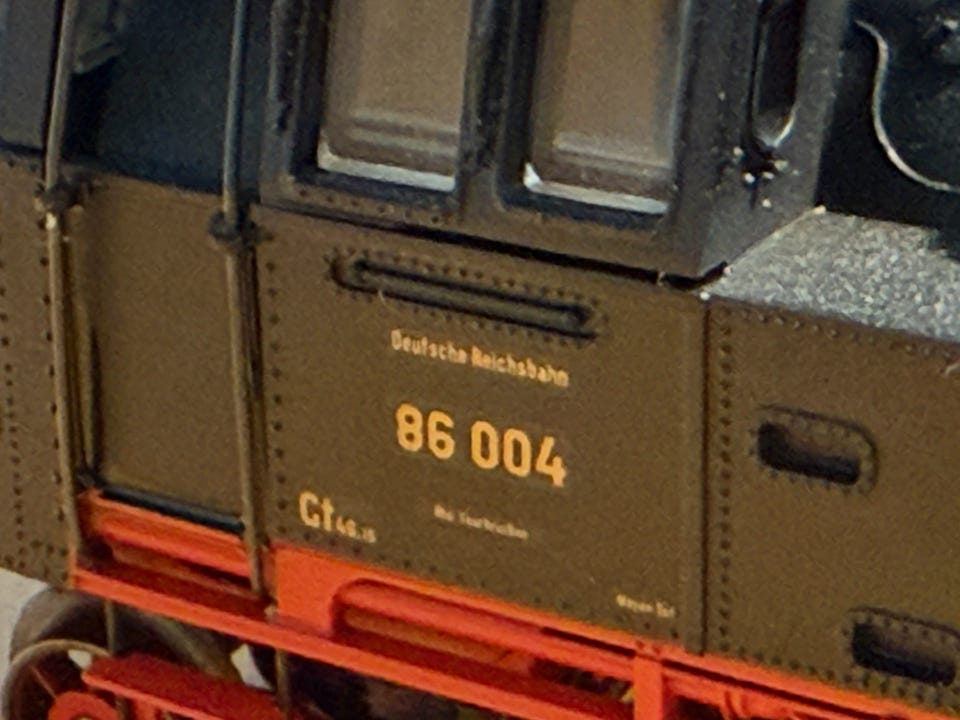 Deutsche Reichsbahn
86 004
Gt 46.15